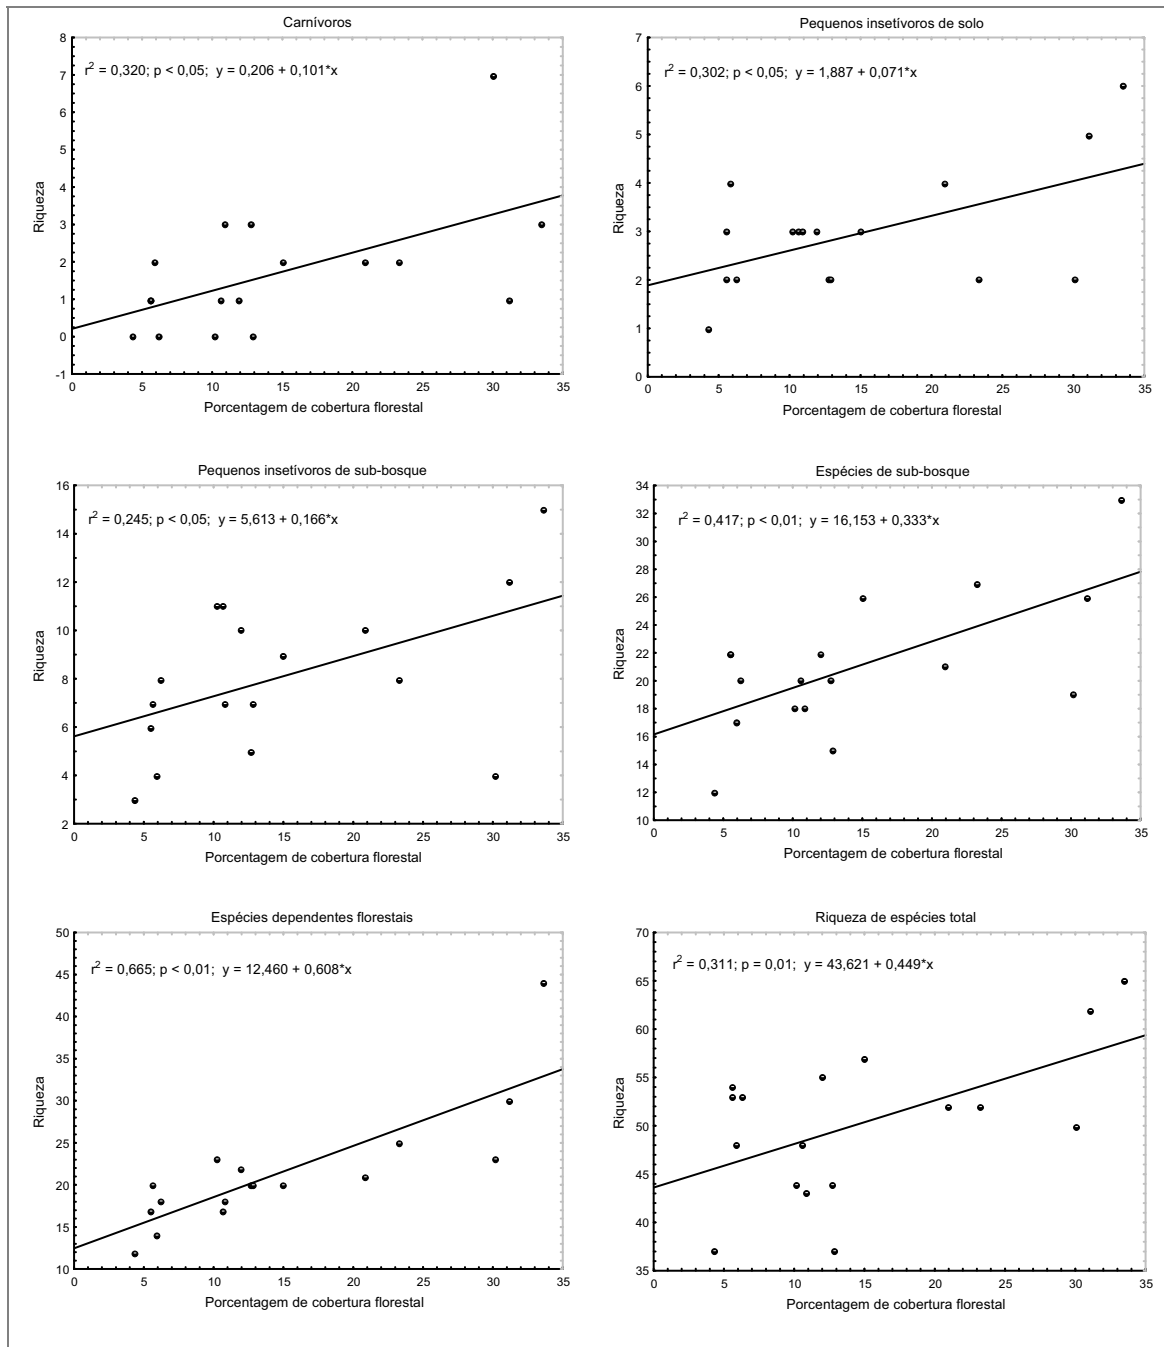 Carnívoros
r² = 0,320; p < 0,05; y = 0,206 + 0,101*x
8
7
6
5
4
3
2
1
0
-1
Riqueza
0 5 10 15 20 25 30 35
Porcentagem de cobertura florestal
Pequenos insetívoros de solo
r² = 0,302; p < 0,05; y = 1,887 + 0,071*x
7
6
5
4
3
2
1
0
Riqueza
0 5 10 15 20 25 30 35
Porcentagem de cobertura florestal
Pequenos insetívoros de sub-bosque
r² = 0,245; p < 0,05; y = 5,613 + 0,166*x
16
14
12
10
8
6
4
2
Riqueza
0 5 10 15 20 25 30 35
Porcentagem de cobertura florestal
Espécies de sub-bosque
r² = 0,417; p < 0,01; y = 16,153 + 0,333*x
34
32
30
28
26
24
22
20
18
16
14
12
10
Riqueza
0 5 10 15 20 25 30 35
Porcentagem de cobertura florestal
Espécies dependentes florestais
r² = 0,665; p < 0,01; y = 12,460 + 0,608*x
50
45
40
35
30
25
20
15
10
Riqueza
0 5 10 15 20 25 30 35
Porcentagem de cobertura florestal
Riqueza de espécies total
r² = 0,311; p = 0,01; y = 43,621 + 0,449*x
70
65
60
55
50
45
40
35
Riqueza
0 5 10 15 20 25 30 35
Porcentagem de cobertura florestal